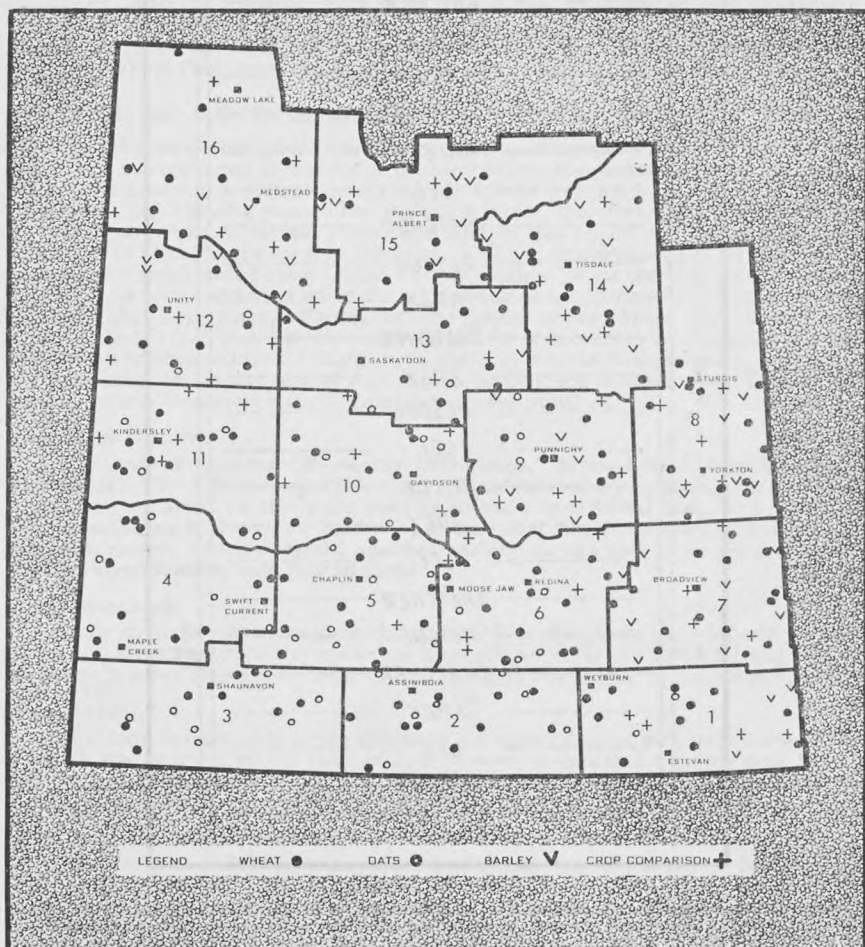 MEADOW LAKE
16
MEDSTEAD
PRINCE
ALBERT
15
TISDALE
14
UNITY
12
13
SASKATOON
STURGIS
8
KINDERSLEY
11
PUNNICHY
9
YORKTON
10
DAVIDSON
4
CHAPLIN
5
MOOSE JAW
REGINA
6
BROADVIEW
7
SWIFT
CURRENT
MAPLE
CREEK
SHAUNAVON
3
ASSINIBOIA
2
WEYBURN
1
ESTEVAN
LEGEND WHEAT OATS BARLEY CROP COMPARISON